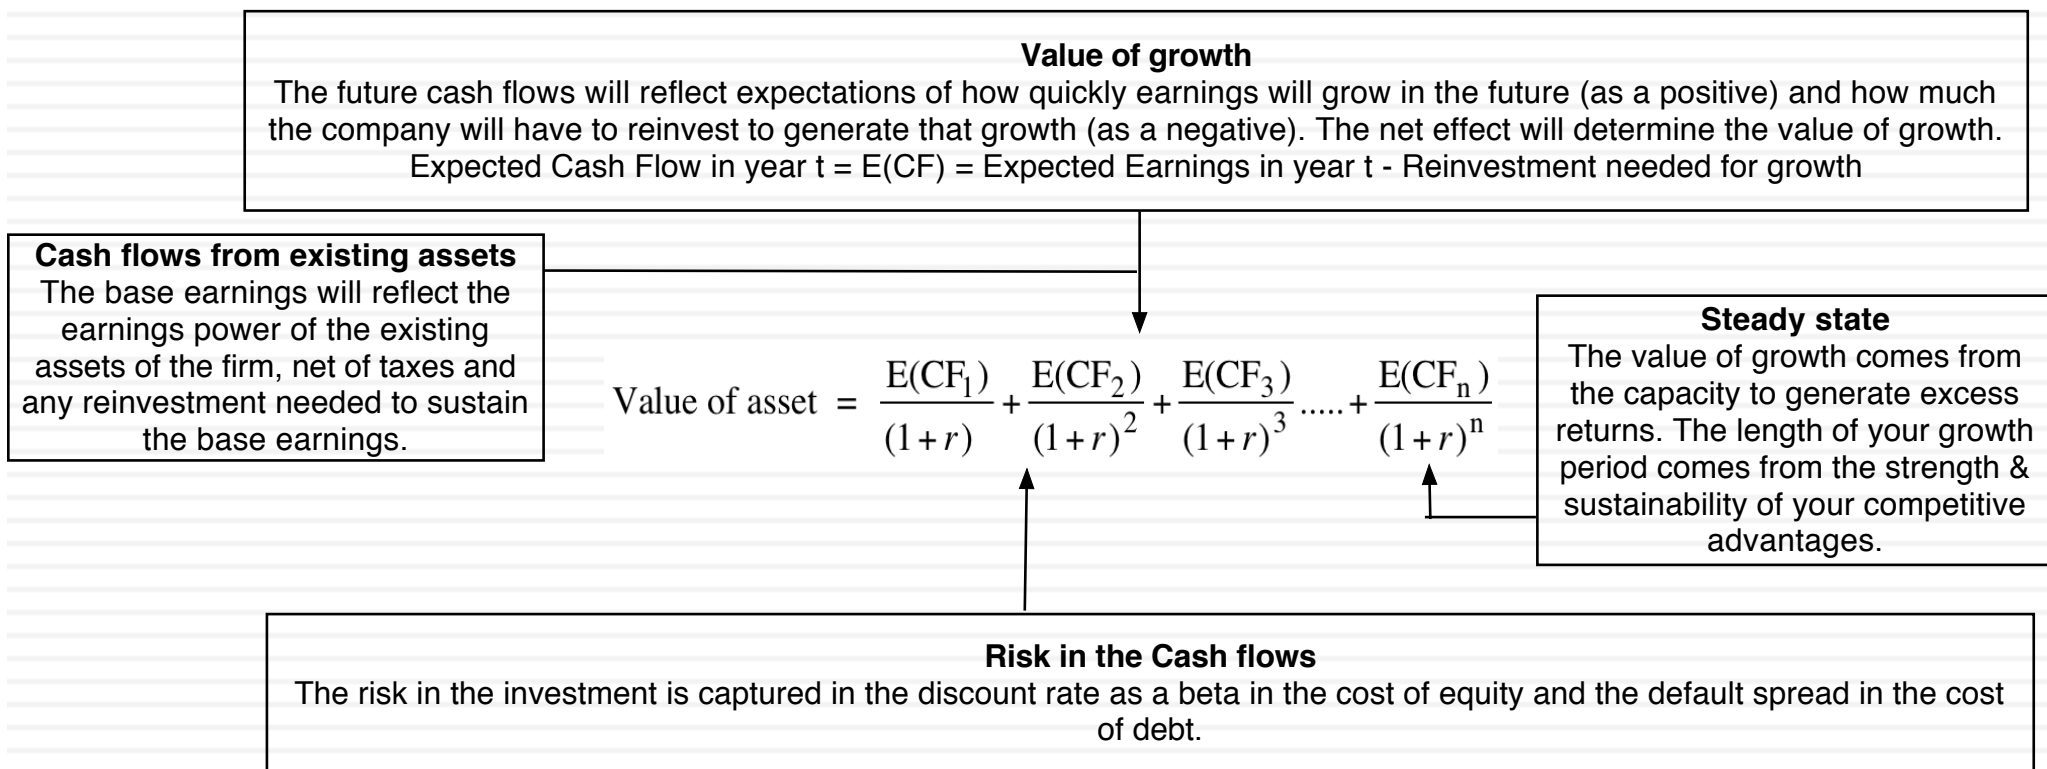 Value of growth
The future cash flows will reflect expectations of how quickly earnings will grow in the future (as a positive) and how much
the company will have to reinvest to generate that growth (as a negative). The net effect will determine the value of growth.
Expected Cash Flow in year t = E(CF) = Expected Earnings in year t - Reinvestment needed for growth
Cash flows from existing assets
The base earnings will reflect the
earnings power of the existing
assets of the firm, net of taxes and
any reinvestment needed to sustain
the base earnings.
Value of asset = E(CF₁)/(1+r) + E(CF₂)/(1+r)² + E(CF₃)/(1+r)³ ..... + E(CFₙ)/(1+r)ⁿ
Steady state
The value of growth comes from
the capacity to generate excess
returns. The length of your growth
period comes from the strength &
sustainability of your competitive
advantages.
Risk in the Cash flows
The risk in the investment is captured in the discount rate as a beta in the cost of equity and the default spread in the cost
of debt.